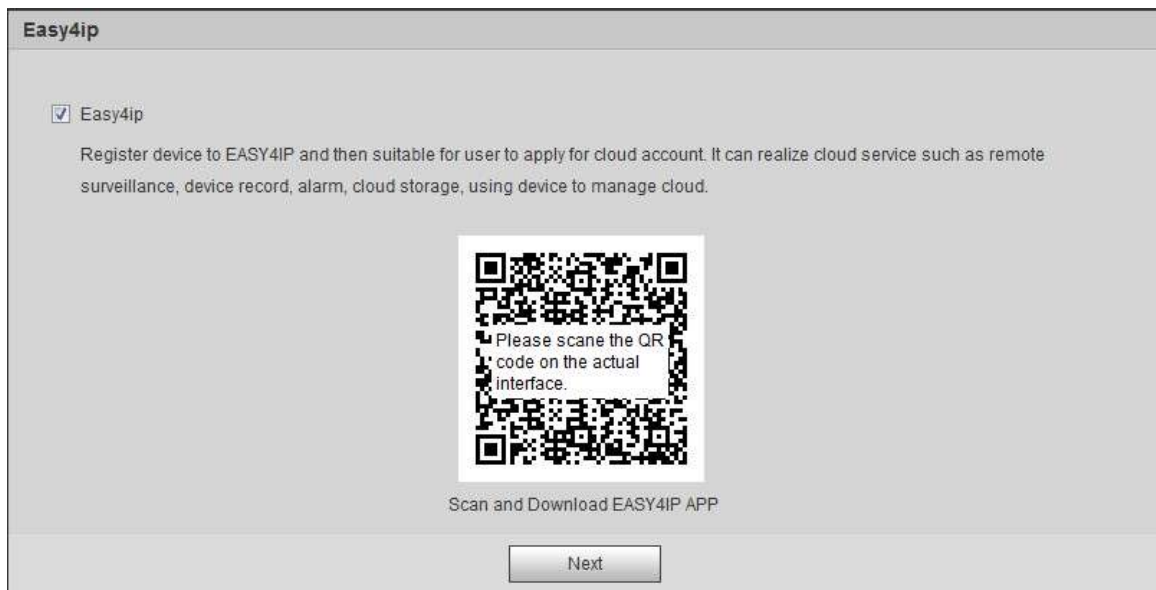 Easy4ip
Easy4ip
Register device to EASY4IP and then suitable for user to apply for cloud account. It can realize cloud service such as remote
surveillance, device record, alarm, cloud storage, using device to manage cloud.
Please scane the QR
code on the actual
interface.
Scan and Download EASY4IP APP
Next